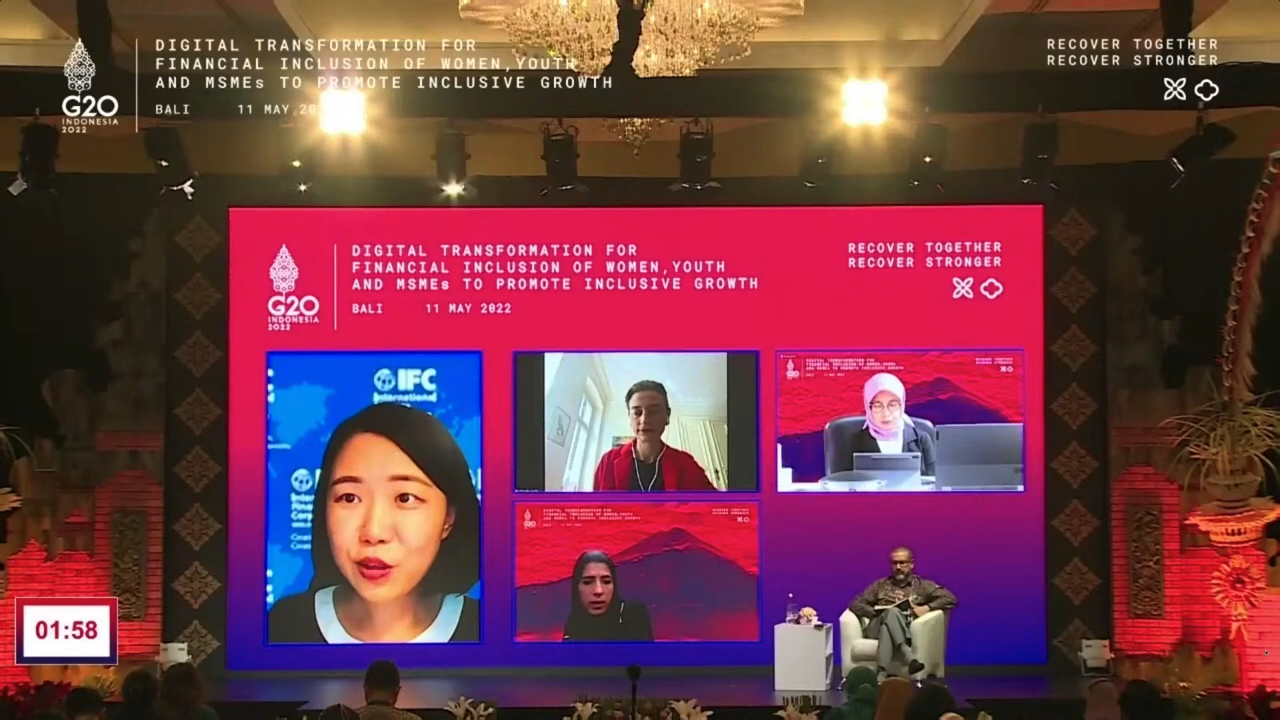 DIGITAL TRANSFORMATION FOR
FINANCIAL INCLUSION OF WOMEN,YOUTH
AND MSMEs TO PROMOTE INCLUSIVE GROWTH
BALI 11 MAY 20
G20
INDONESIA
2022
RECOVER TOGETHER
RECOVER STRONGER
DIGITAL TRANSFORMATION FOR
FINANCIAL INCLUSION OF WOMEN,YOUTH
AND MSMEs TO PROMOTE INCLUSIVE GROWTH
BALI 11 MAY 2022
G20
INDONESIA
2022
RECOVER TOGETHER
RECOVER STRONGER
IFC
International
01:58